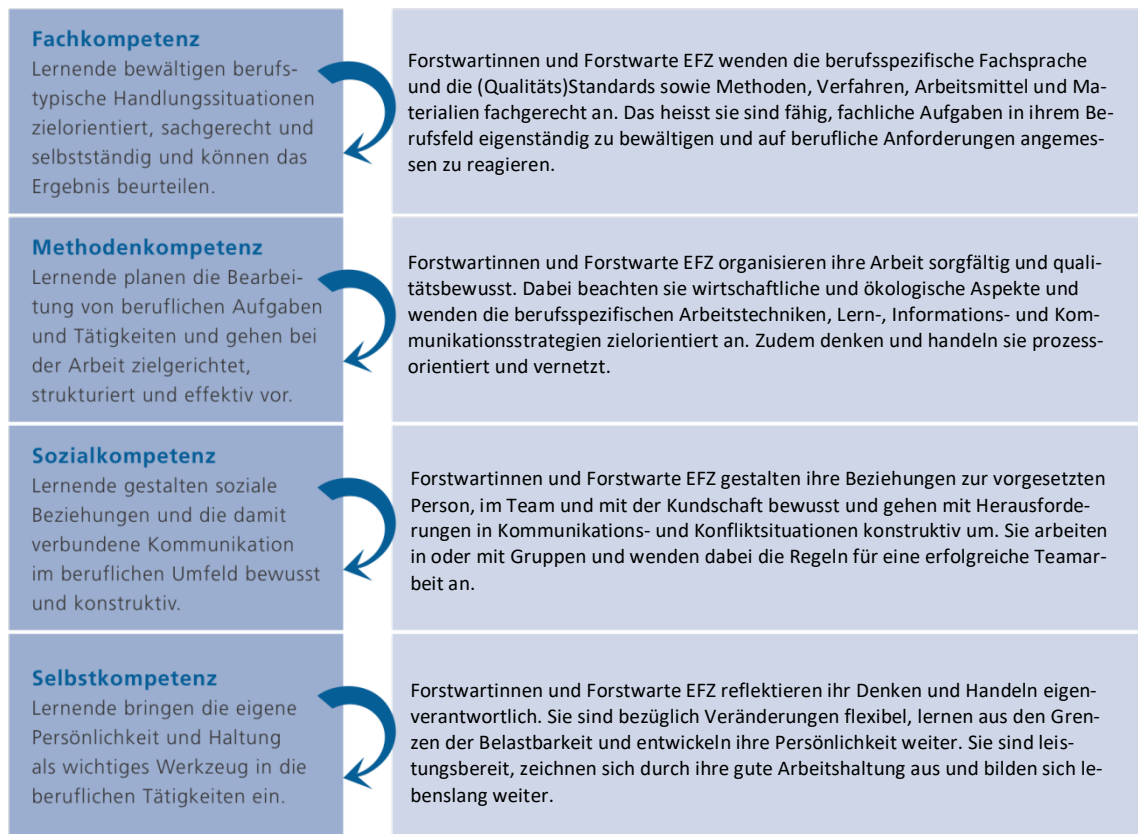 Fachkompetenz
Lernende bewältigen berufs-
typische Handlungssituationen
zielorientiert, sachgerecht und
selbstständig und können das
Ergebnis beurteilen.
Forstwartinnen und Forstwarte EFZ wenden die berufsspezifische Fachsprache
und die (Qualitäts)Standards sowie Methoden, Verfahren, Arbeitsmittel und Ma-
terialien fachgerecht an. Das heisst sie sind fähig, fachliche Aufgaben in ihrem Be-
rufsfeld eigenständig zu bewältigen und auf berufliche Anforderungen angemes-
sen zu reagieren.
Methodenkompetenz
Lernende planen die Bearbei-
tung von beruflichen Aufgaben
und Tätigkeiten und gehen bei
der Arbeit zielgerichtet,
strukturiert und effektiv vor.
Forstwartinnen und Forstwarte EFZ organisieren ihre Arbeit sorgfältig und quali-
tätsbewusst. Dabei beachten sie wirtschaftliche und ökologische Aspekte und
wenden die berufsspezifischen Arbeitstechniken, Lern-, Informations- und Kom-
munikationsstrategien zielorientiert an. Zudem denken und handeln sie prozess-
orientiert und vernetzt.
Sozialkompetenz
Lernende gestalten soziale
Beziehungen und die damit
verbundene Kommunikation
im beruflichen Umfeld bewusst
und konstruktiv.
Forstwartinnen und Forstwarte EFZ gestalten ihre Beziehungen zur vorgesetzten
Person, im Team und mit der Kundschaft bewusst und gehen mit Herausforde-
rungen in Kommunikations- und Konfliktsituationen konstruktiv um. Sie arbeiten
in oder mit Gruppen und wenden dabei die Regeln für eine erfolgreiche Teamar-
beit an.
Selbstkompetenz
Lernende bringen die eigene
Persönlichkeit und Haltung
als wichtiges Werkzeug in die
beruflichen Tätigkeiten ein.
Forstwartinnen und Forstwarte EFZ reflektieren ihr Denken und Handeln eigen-
verantwortlich. Sie sind bezüglich Veränderungen flexibel, lernen aus den Gren-
zen der Belastbarkeit und entwickeln ihre Persönlichkeit weiter. Sie sind leis-
tungsbereit, zeichnen sich durch ihre gute Arbeitshaltung aus und bilden sich le-
benslang weiter.